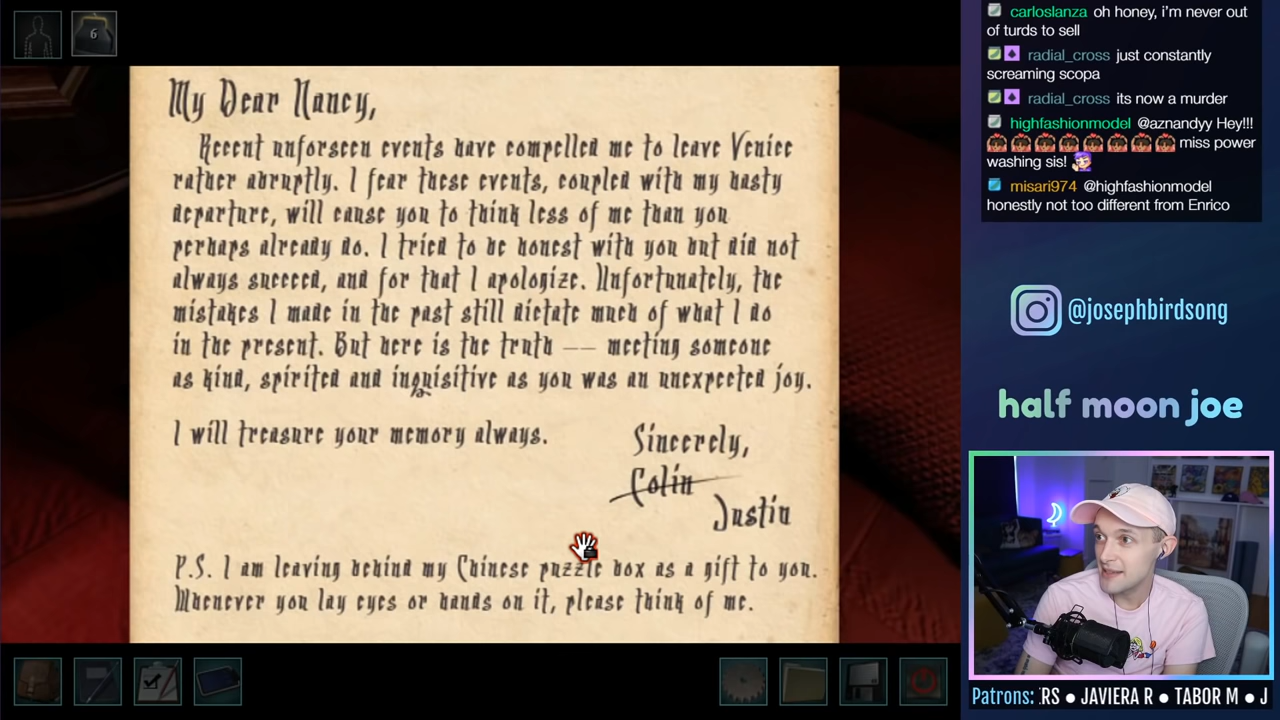 6
My Dear Nancy,
Recent unforseen events have compelled me to leave Venice
rather abruptly. I fear these events, coupled with my hasty
departure, will cause you to think less of me than you
perhaps already do. I tried to be honest with you but did not
always succeed, and for that I apologize. Unfortunately, the
mistakes I made in the past still dictate much of what I do
in the present. But here is the truth –– meeting someone
as kind, spirited and inquisitive as you was an unexpected joy.
I will treasure your memory always.
Sincerely,
Colin
Justin
P.S. I am leaving behind my Chinese puzzle box as a gift to you.
Whenever you lay eyes or hands on it, please think of me.
carloslanza oh honey, i'm never out
of turds to sell
radial_cross just constantly
screaming scopa
radial_cross its now a murder
highfashionmodel @aznandyy Hey!!!
miss power
washing sis!
misari974 @highfashionmodel
honestly not too different from Enrico
@josephbirdsong
half moon joe
Patrons: RS ● JAVIERA R ● TABOR M ● J